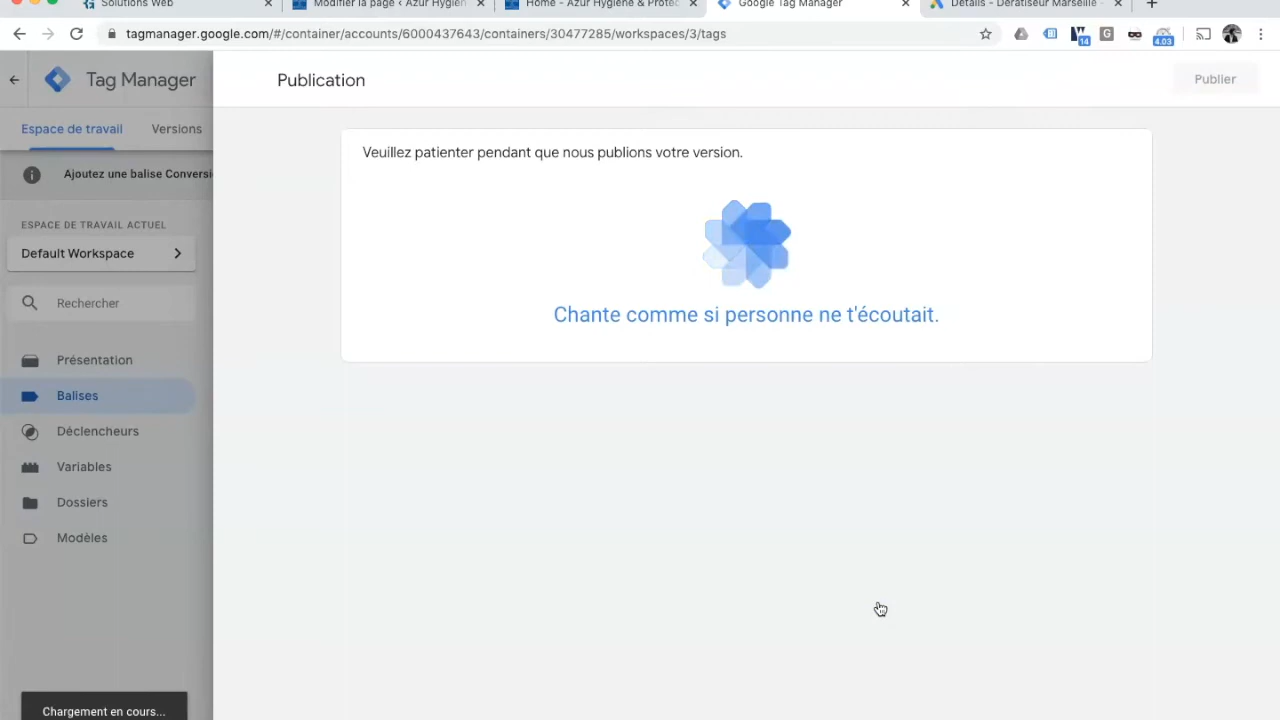 Solutions Web
Modifier la page ‹ Azur Hygièn
Home - Azur Hygiène & Protec
Google Tag Manager
Détails - Dératiseur Marseille -
tagmanager.google.com/#/container/accounts/6000437643/containers/30477285/workspaces/3/tags
14
G
4.03
Tag Manager
Publication
Publier
Espace de travail
Versions
Ajoutez une balise Conversi
Veuillez patienter pendant que nous publions votre version.
ESPACE DE TRAVAIL ACTUEL
Default Workspace
Rechercher
Chante comme si personne ne t'écoutait.
Présentation
Balises
Déclencheurs
Variables
Dossiers
Modèles
Chargement en cours...